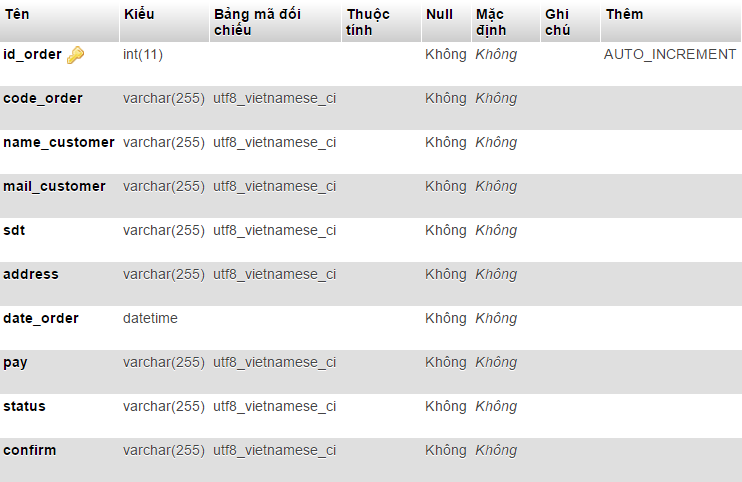 Tên Kiểu Bảng mã đối chiếu Thuộc tính Null Mặc định Ghi chú Thêm
id_order int(11) Không Không AUTO_INCREMENT
code_order varchar(255) utf8_vietnamese_ci Không Không
name_customer varchar(255) utf8_vietnamese_ci Không Không
mail_customer varchar(255) utf8_vietnamese_ci Không Không
sdt varchar(255) utf8_vietnamese_ci Không Không
address varchar(255) utf8_vietnamese_ci Không Không
date_order datetime Không Không
pay varchar(255) utf8_vietnamese_ci Không Không
status varchar(255) utf8_vietnamese_ci Không Không
confirm varchar(255) utf8_vietnamese_ci Không Không